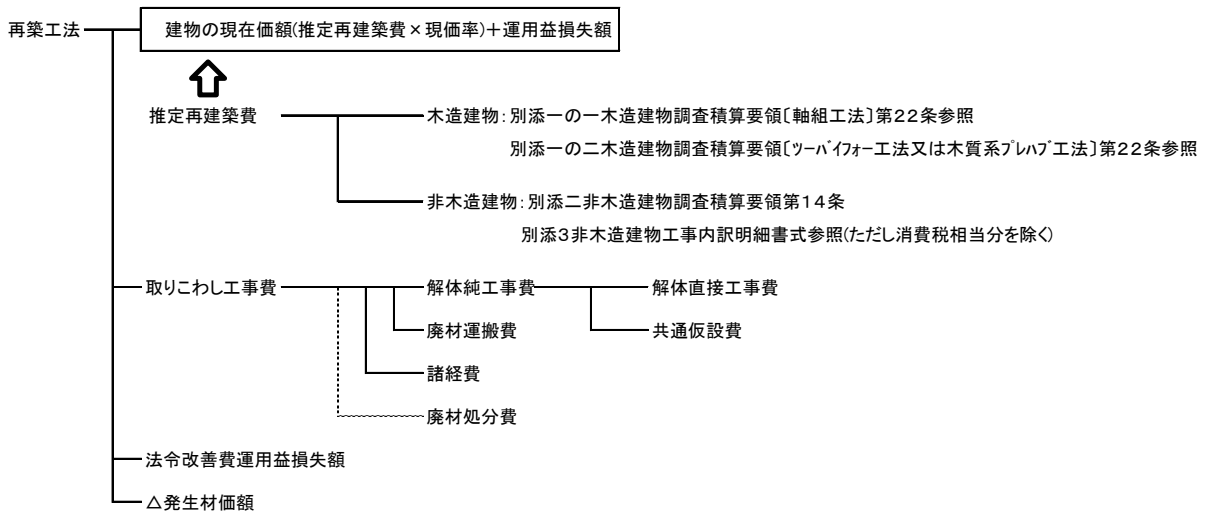 再築工法 建物の現在価額(推定再建築費×現価率)+運用益損失額
推定再建築費 木造建物:別添一の一木造建物調査積算要領〔軸組工法〕第22条参照
別添一の二木造建物調査積算要領〔ツーバイフォー工法又は木質系プレハブ工法〕第22条参照
非木造建物:別添二非木造建物調査積算要領第14条
別添3非木造建物工事内訳明細書式参照(ただし消費税相当分を除く)
取りこわし工事費 解体純工事費 解体直接工事費
廃材運搬費 共通仮設費
諸経費
廃材処分費
法令改善費運用益損失額
△発生材価額